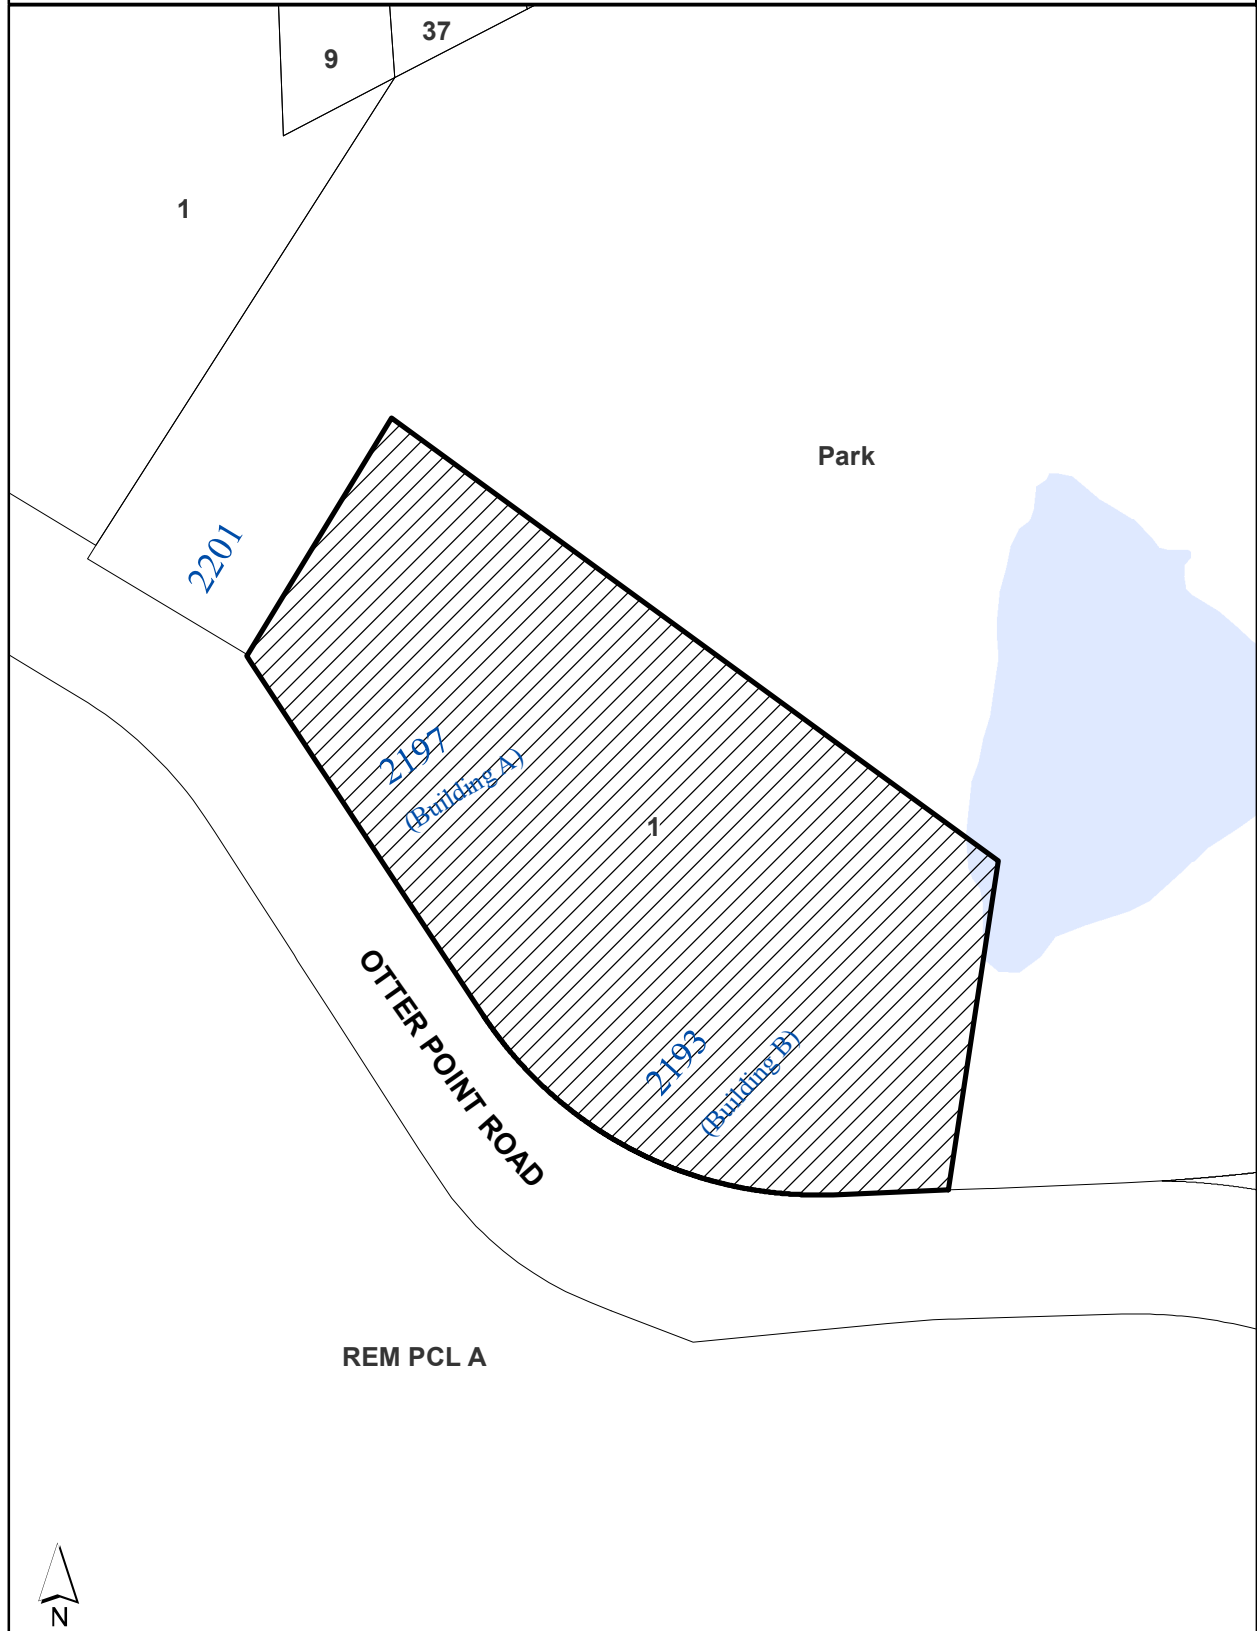 37
9
1
Park
2201
2197
(Building A)
1
OTTER POINT ROAD
2193
(Building B)
REM PCL A
N